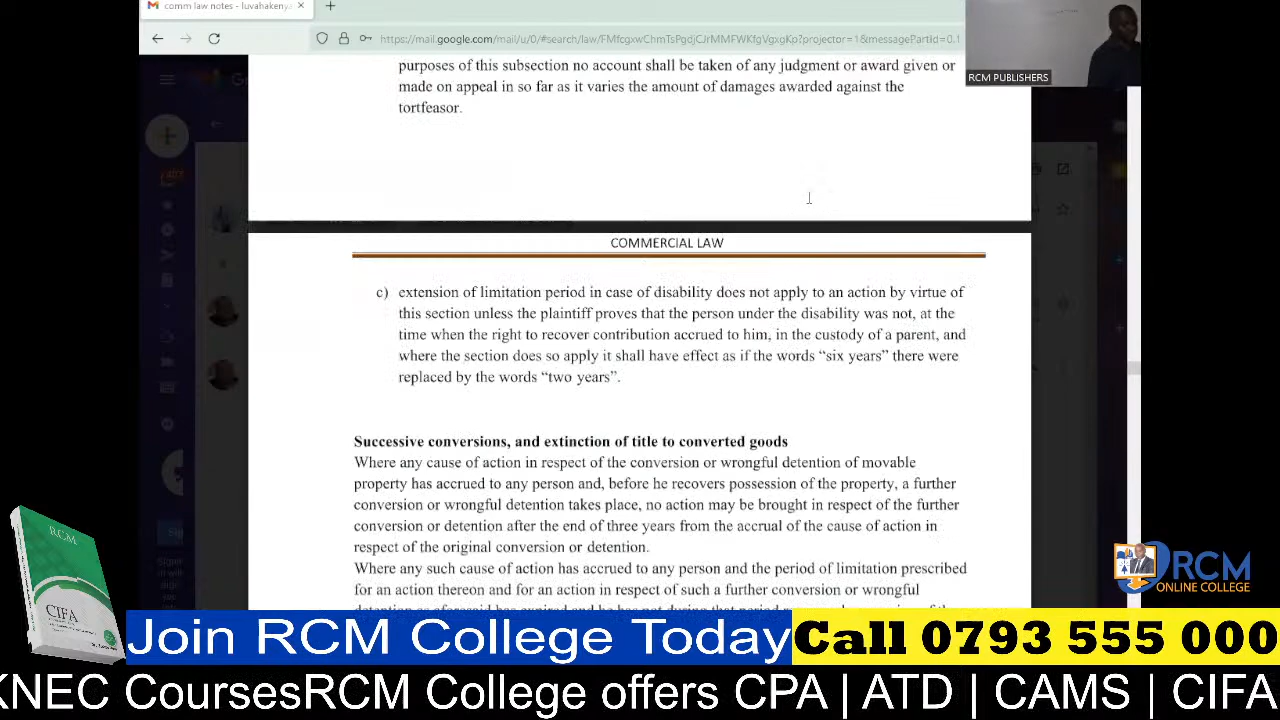 comm law notes - luvahakeny
https://mail.google.com/mail/u/0/#search/law/FMfcgxwChmTsPgdjCJrMMFWKfgVgxgKp?projector=1&messagePartId=0.1
RCM PUBLISHERS
purposes of this subsection no account shall be taken of any judgment or award given or
made on appeal in so far as it varies the amount of damages awarded against the
tortfeasor.
COMMERCIAL LAW
c) extension of limitation period in case of disability does not apply to an action by virtue of
this section unless the plaintiff proves that the person under the disability was not, at the
time when the right to recover contribution accrued to him, in the custody of a parent, and
where the section does so apply it shall have effect as if the words “six years” there were
replaced by the words “two years”.
Successive conversions, and extinction of title to converted goods
Where any cause of action in respect of the conversion or wrongful detention of movable
property has accrued to any person and, before he recovers possession of the property, a further
conversion or wrongful detention takes place, no action may be brought in respect of the further
conversion or detention after the end of three years from the accrual of the cause of action in
respect of the original conversion or detention.
Where any such cause of action has accrued to any person and the period of limitation prescribed
for an action thereon and for an action in respect of such a further conversion or wrongful
RCM
CIFA
RCM
ONLINE COLLEGE
Join RCM College Today
Call 0793 555 000
KNEC CoursesRCM College offers CPA | ATD | CAMS | CIFA